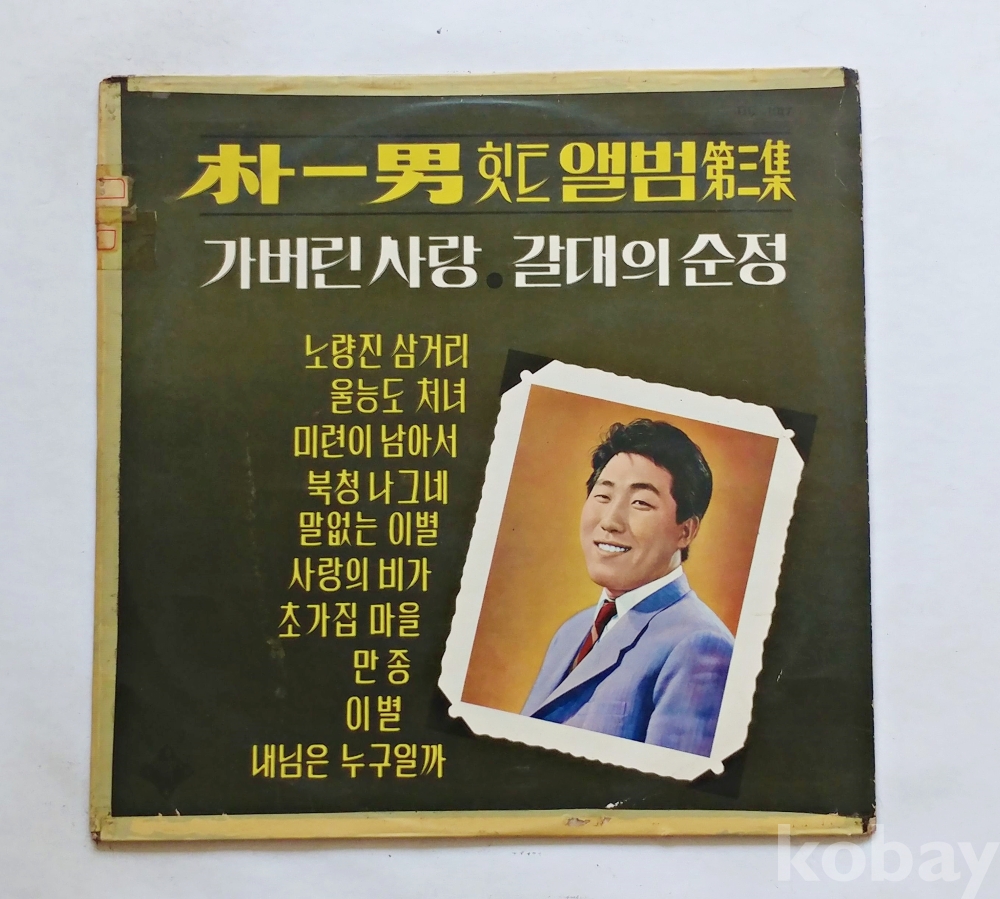 朴一男 힛트 앨범 第三集
가버린 사랑 • 갈대의 순정
노량진 삼거리
울능도 처녀
미련이 남아서
북청 나그네
말없는 이별
사랑의 비가
초가집 마을
만종
이별
내님은 누구일까
kobay